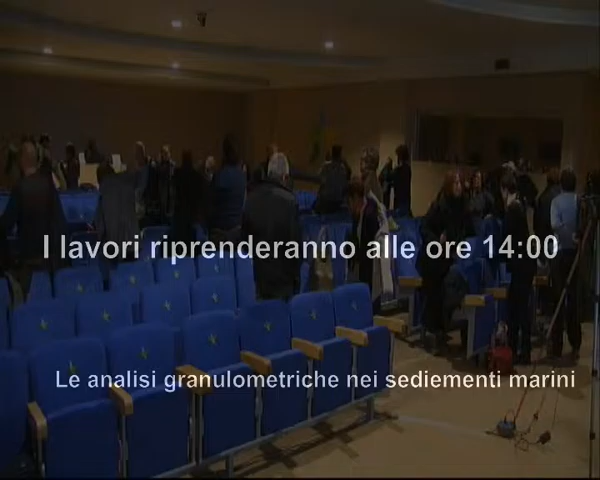 I lavori riprenderanno alle ore 14:00
Le analisi granulometriche nei sediementi marini